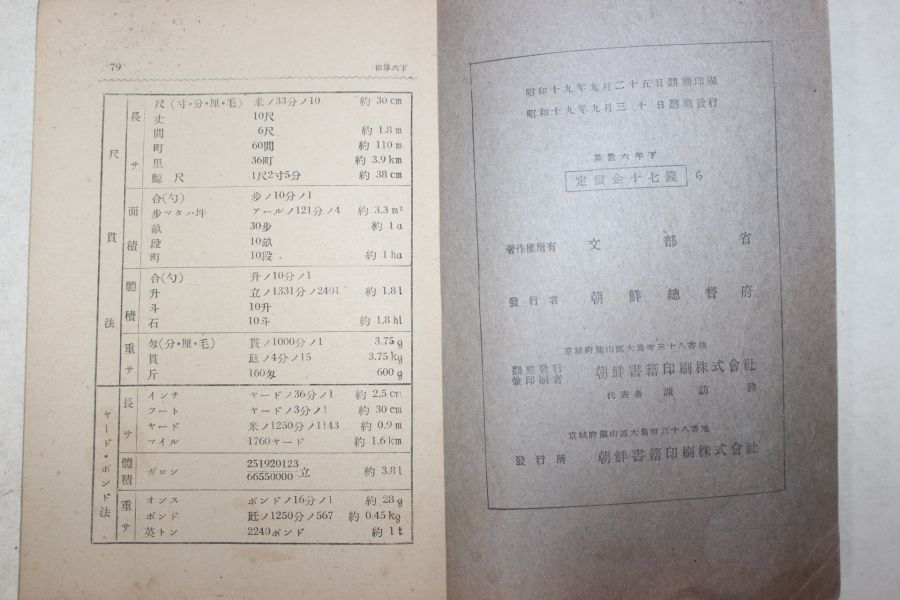 79
初算六下
尺貫法
長サ
尺(寸・分・厘・毛) 米ノ33分ノ10 約 30 cm
丈 10尺
間 6尺 約 1.8 m
町 60間 約 110 m
里 36町 約 3.9 km
鯨尺 1尺2寸5分 約 38 cm
面積
合(勺) 歩ノ10分ノ1
歩マタハ坪 アールノ121分ノ4 約 3.3 m²
畝 30歩 約 1 a
段 10畝
町 10段 約 1 ha
體積
合(勺) 升ノ10分ノ1
升 立ノ1331分ノ2401 約 1.8 l
斗 10升
石 10斗 約 1.8 hl
重サ
匁(分・厘・毛) 貫ノ1000分ノ1 3.75 g
貫 瓩ノ4分ノ15 3.75 kg
斤 160匁 600 g
ヤード・ポンド法
長サ
インチ ヤードノ36分ノ1 約 2.5 cm
フート ヤードノ3分ノ1 約 30 cm
ヤード 米ノ1250分ノ1143 約 0.9 m
マイル 1760ヤード 約 1.6 km
體積
ガロン 251920123/66550000立 約 3.8 l
重サ
オンス ポンドノ16分ノ1 約 28 g
ポンド 瓩ノ1250分ノ567 約 0.45 kg
英トン 2240ポンド 約 1 t
昭和十九年九月二十五日翻刻印刷
昭和十九年九月三十日翻刻發行
算數六年下
定價金十七錢
著作權所有 文部省
發行者 朝鮮總督府
京城府龍山區大島町三十八番地
翻刻發行兼印刷者 朝鮮書籍印刷株式會社
代表者 諏訪務
京城府龍山區大島町三十八番地
發行所 朝鮮書籍印刷株式會社